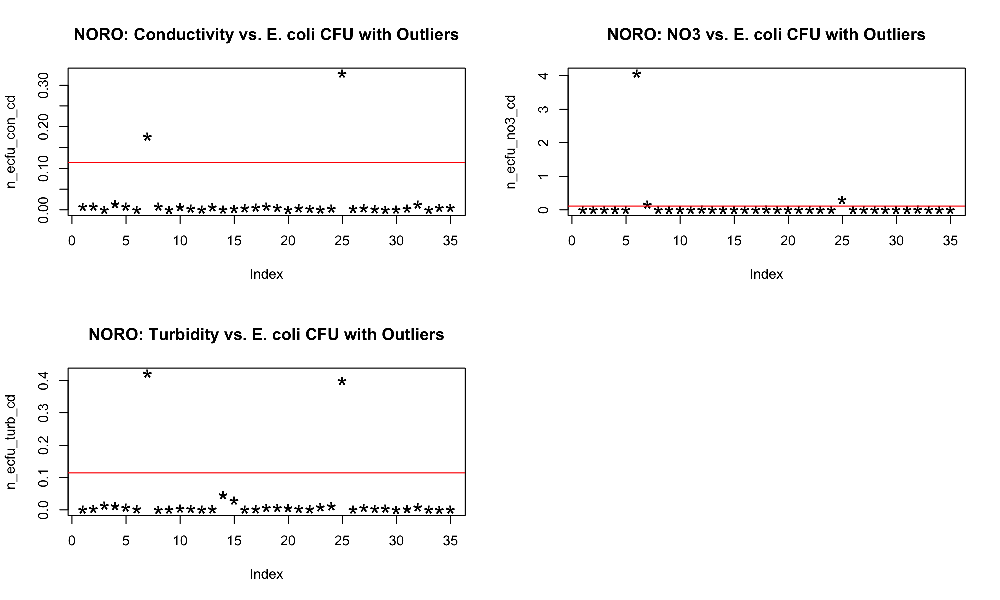 NORO: Conductivity vs. E. coli CFU with Outliers
n_ecfu_con_cd
0.00 0.10 0.20 0.30
0 5 10 15 20 25 30 35
Index
NORO: NO3 vs. E. coli CFU with Outliers
n_ecfu_no3_cd
0 1 2 3 4
0 5 10 15 20 25 30 35
Index
NORO: Turbidity vs. E. coli CFU with Outliers
n_ecfu_turb_cd
0.0 0.1 0.2 0.3 0.4
0 5 10 15 20 25 30 35
Index